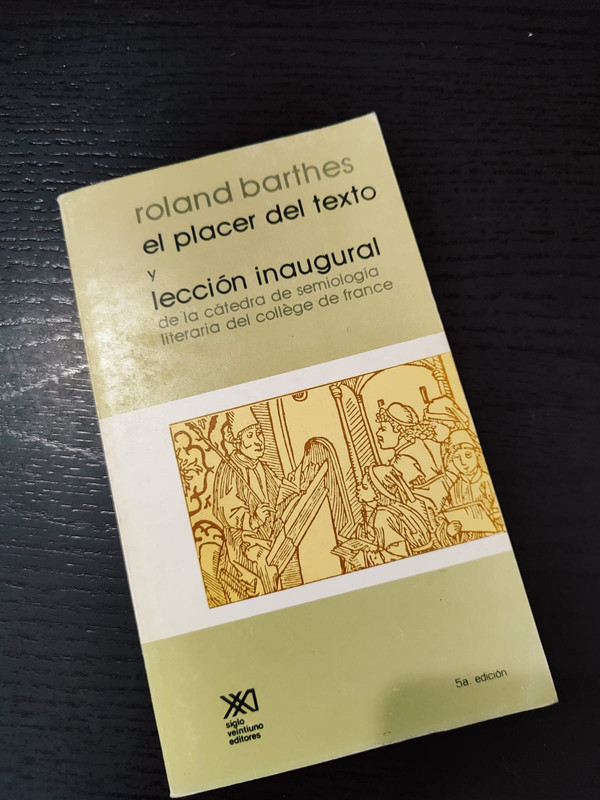 roland barthes
el placer del texto
y
lección inaugural
de la cátedra de semiología
literaria del collège de france
5a. edición
siglo
veintiuno
editores